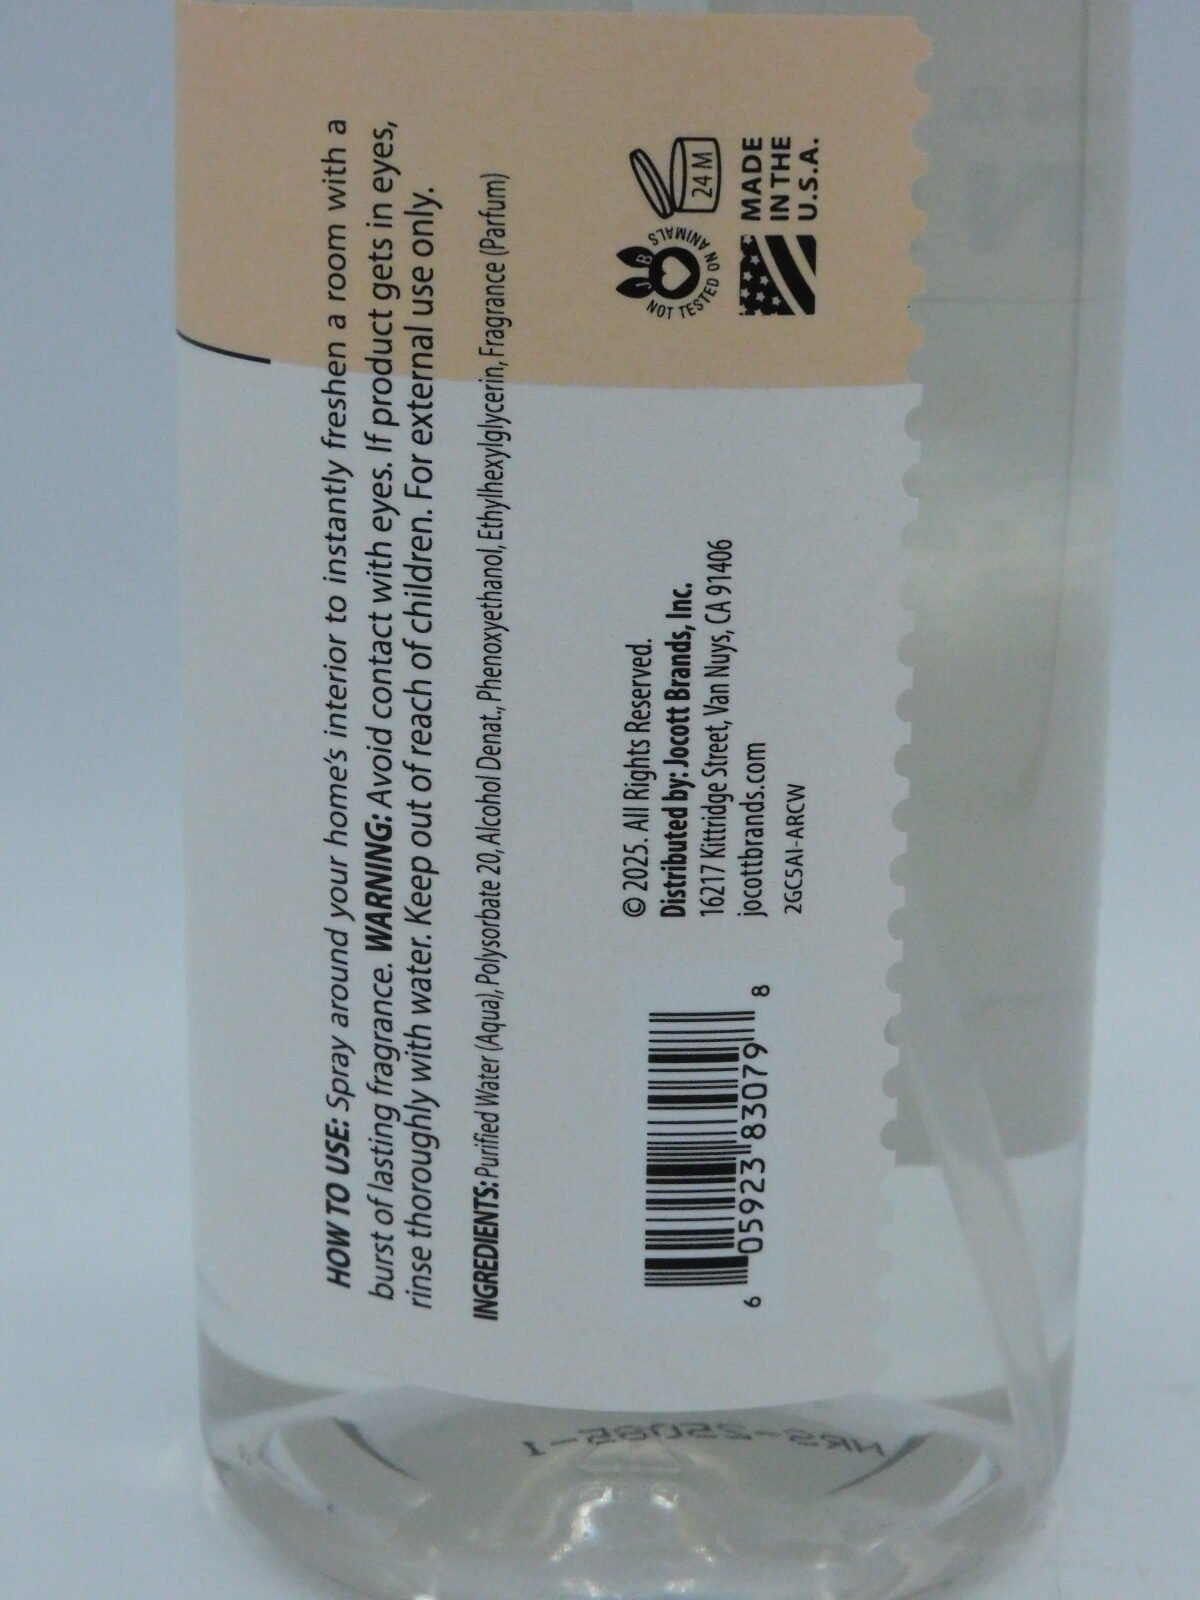 HOW TO USE: Spray around your home's interior to instantly freshen a room with a
burst of lasting fragrance. WARNING: Avoid contact with eyes. If product gets in eyes,
rinse thoroughly with water. Keep out of reach of children. For external use only.
INGREDIENTS: Purified Water (Aqua), Polysorbate 20, Alcohol Denat., Phenoxyethanol, Ethylhexylglycerin, Fragrance (Parfum)
6 05923 83079 8
© 2025. All Rights Reserved.
Distributed by: Jocott Brands, Inc.
16217 Kittridge Street, Van Nuys, CA 91406
jocottbrands.com
2GC5AI-ARCW
JB
NOT TESTED ON ANIMALS
24 M
MADE
IN THE
U.S.A.